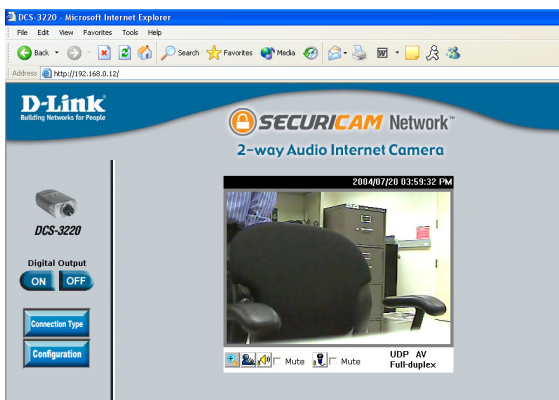 DCS-3220 - Microsoft Internet Explorer
File Edit View Favorites Tools Help
Back Search Favorites Media
Address http://192.168.0.12/
D-Link
Building Networks for People
SECURICAM Network™
2-way Audio Internet Camera
2004/07/20 03:59:32 PM
DCS-3220
Digital Output
ON OFF
Connection Type
Configuration
Mute Mute
UDP AV
Full-duplex